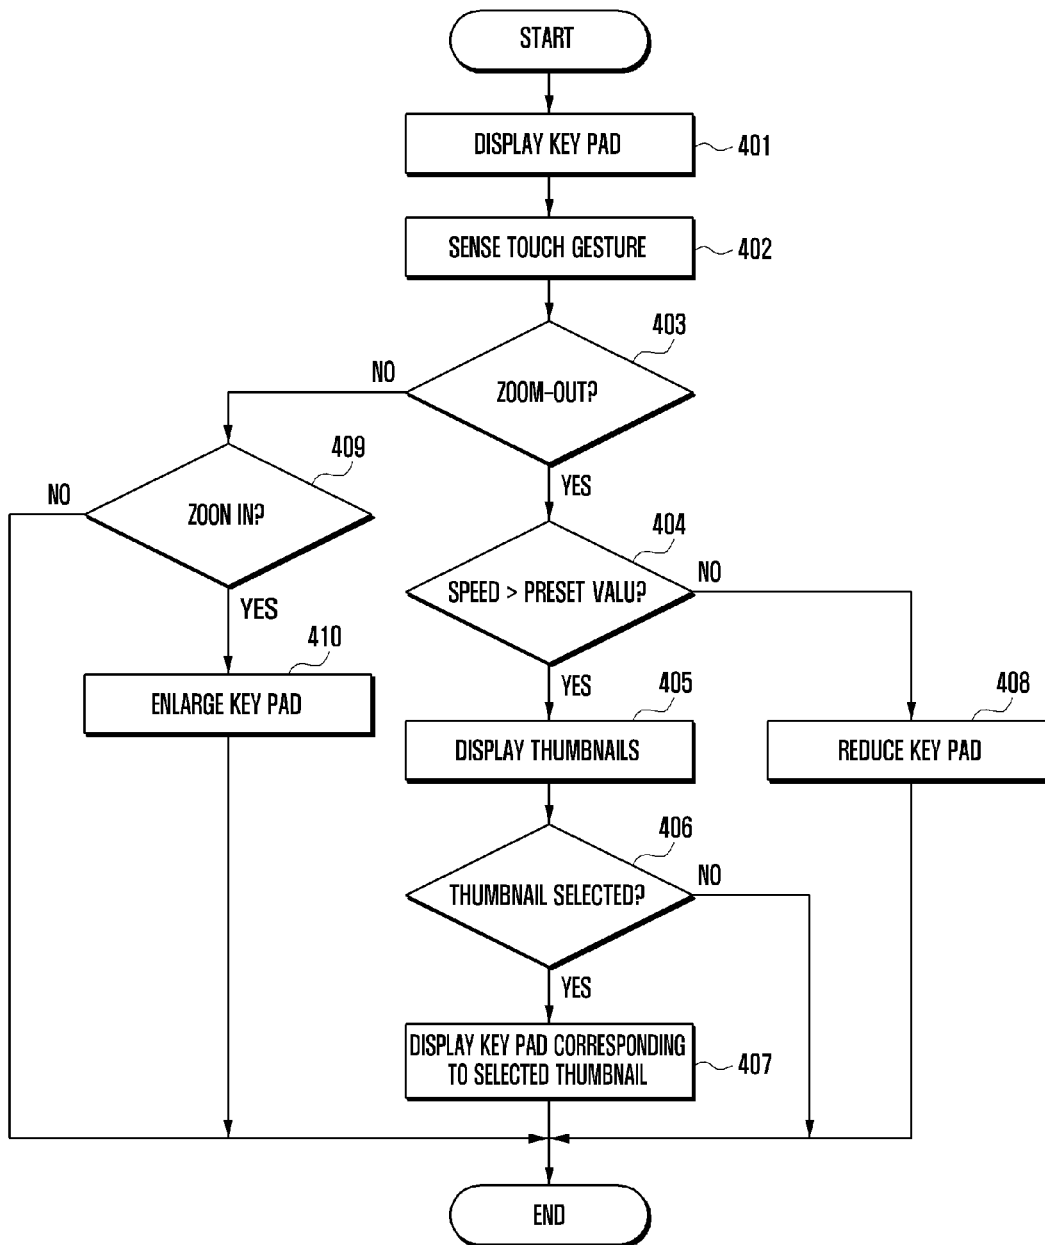 START
DISPLAY KEY PAD
401
SENSE TOUCH GESTURE
402
403
NO
ZOOM-OUT?
409
YES
NO
ZOON IN?
404
SPEED > PRESET VALU?
NO
YES
410
YES
405
408
ENLARGE KEY PAD
DISPLAY THUMBNAILS
REDUCE KEY PAD
406
THUMBNAIL SELECTED?
NO
YES
DISPLAY KEY PAD CORRESPONDING
TO SELECTED THUMBNAIL
407
END